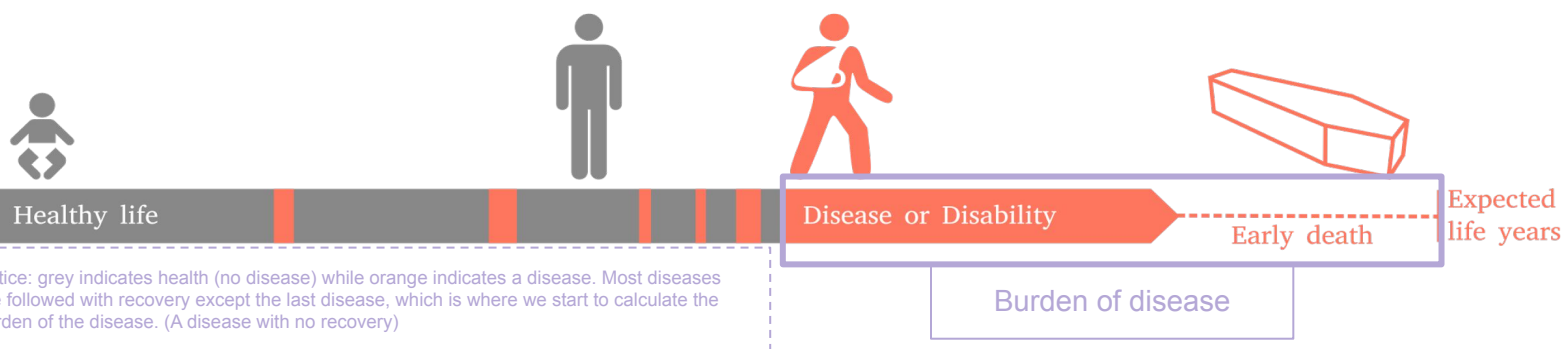 Healthy life
Disease or Disability
Early death
Expected
life years
tice: grey indicates health (no disease) while orange indicates a disease. Most diseases
e followed with recovery except the last disease, which is where we start to calculate the
rden of the disease. (A disease with no recovery)
Burden of disease